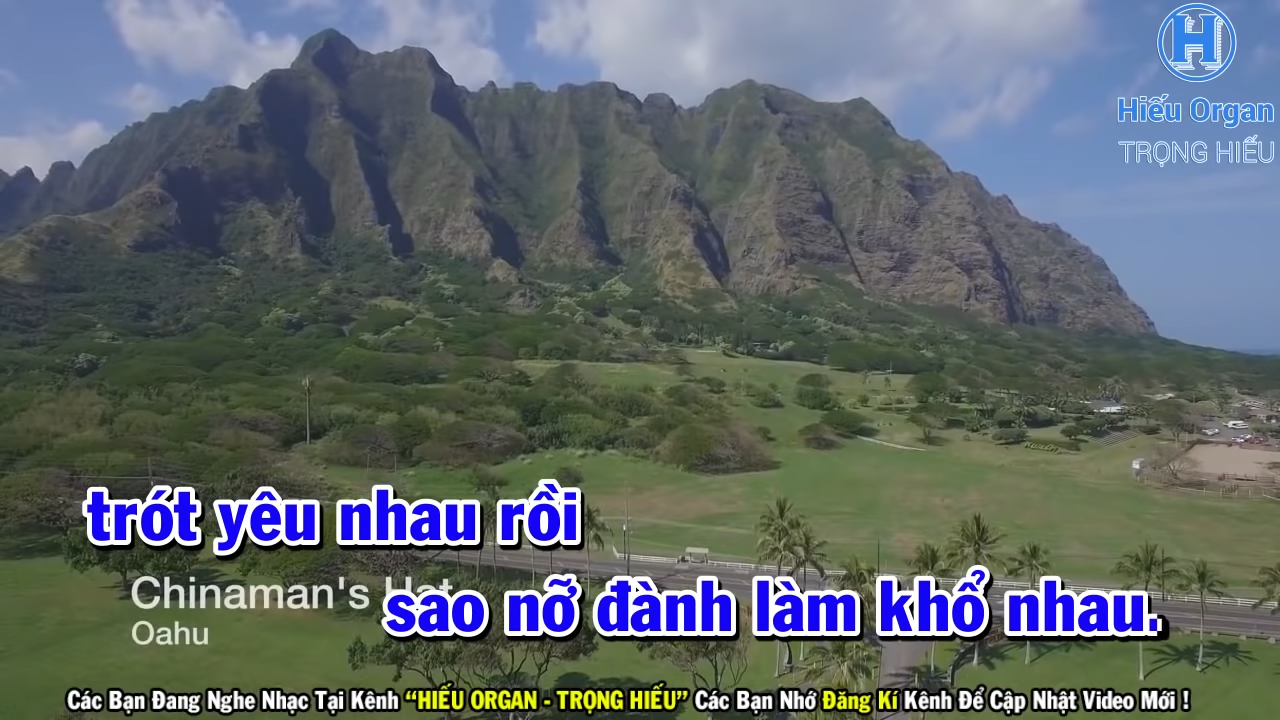 H
Hiếu Organ
TRỌNG HIẾU
trót yêu nhau rồi
Chinaman's Hat
sao nỡ đành làm khổ nhau.
Oahu
Các Bạn Đang Nghe Nhạc Tại Kênh “HIẾU ORGAN - TRỌNG HIẾU” Các Bạn Nhớ Đăng Kí Kênh Để Cập Nhật Video Mới !